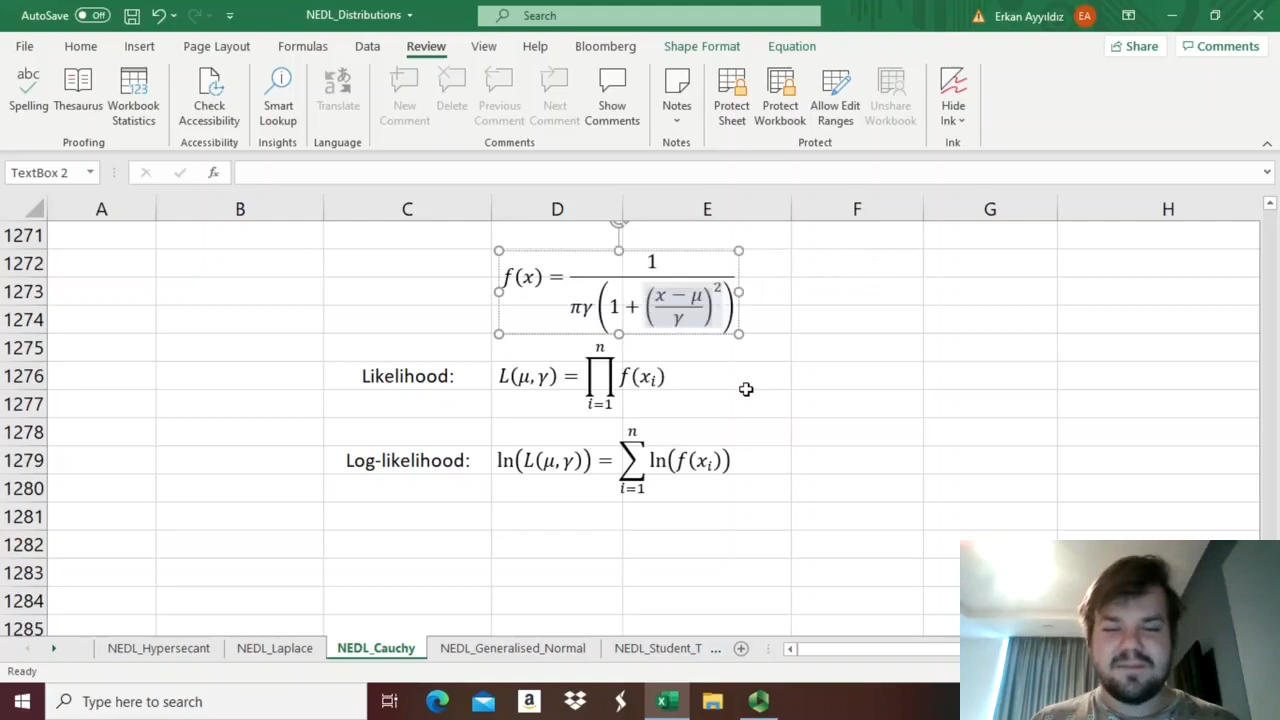 AutoSave Off NEDL_Distributions Search Erkan Ayyıldız EA
File Home Insert Page Layout Formulas Data Review View Help Bloomberg Shape Format Equation Share Comments
abc
Spelling Thesaurus Workbook Statistics Check Accessibility Smart Lookup Translate New Comment Delete Previous Comment Next Comment Show Comments Notes Protect Sheet Protect Workbook Allow Edit Ranges Unshare Workbook Hide Ink
Proofing Accessibility Insights Language Comments Notes Protect Ink
TextBox 2 fx
A B C D E F G H
1271
1272
1273
1274
1275
1276
1277
1278
1279
1280
1281
1282
1283
1284
1285
f(x) = 1 / πγ(1 + ((x − μ)/γ)²)
Likelihood: L(μ, γ) = ∏ i=1 n f(xᵢ)
Log-likelihood: ln(L(μ, γ)) = ∑ i=1 n ln(f(xᵢ))
NEDL_Hypersecant NEDL_Laplace NEDL_Cauchy NEDL_Generalised_Normal NEDL_Student_T ...
Ready
Type here to search